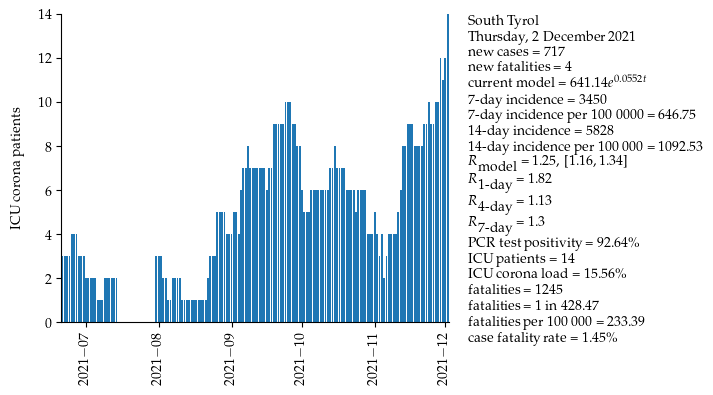 14
12
10
8
6
4
2
0
ICU corona patients
2021−07
2021−08
2021−09
2021−10
2021−11
2021−12
South Tyrol
Thursday, 2 December 2021
new cases = 717
new fatalities = 4
current model = 641.14e^0.0552t
7-day incidence = 3450
7-day incidence per 100 0000 = 646.75
14-day incidence = 5828
14-day incidence per 100 000 = 1092.53
R_model = 1.25, [1.16, 1.34]
R_1-day = 1.82
R_4-day = 1.13
R_7-day = 1.3
PCR test positivity = 92.64%
ICU patients = 14
ICU corona load = 15.56%
fatalities = 1245
fatalities = 1 in 428.47
fatalities per 100 000 = 233.39
case fatality rate = 1.45%